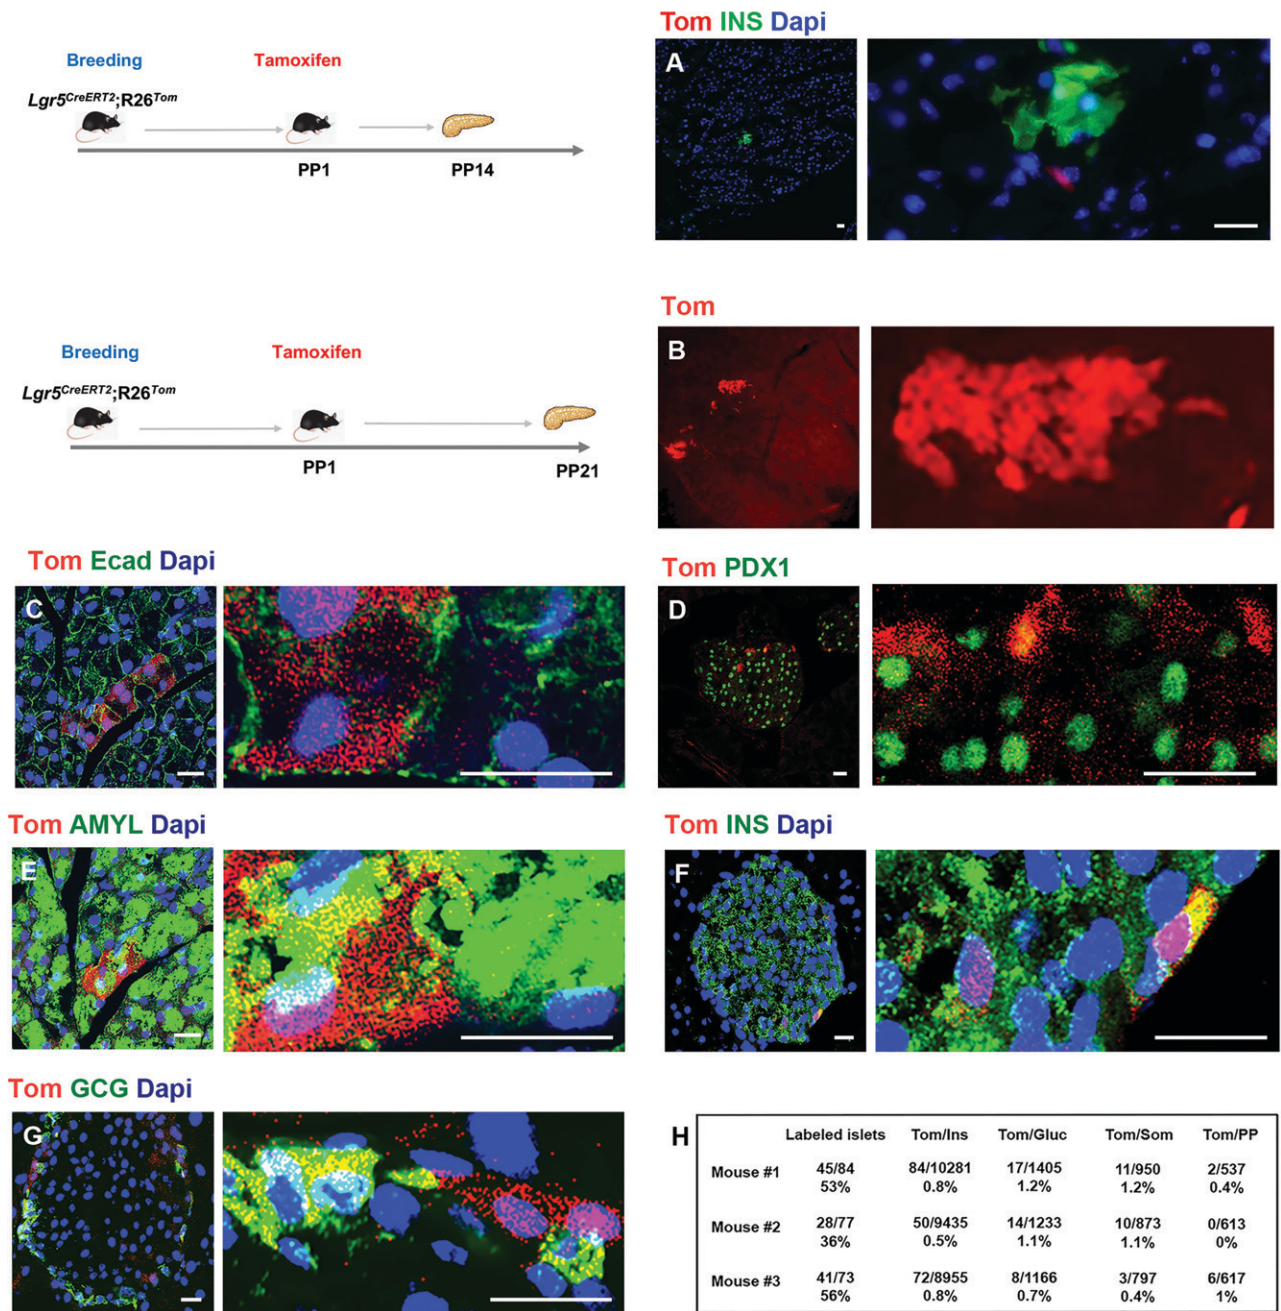 Breeding
Tamoxifen
Lgr5CreERT2;R26Tom
PP1
PP14
Tom INS Dapi
A
Breeding
Tamoxifen
Lgr5CreERT2;R26Tom
PP1
PP21
Tom
B
Tom Ecad Dapi
C
Tom PDX1
D
Tom AMYL Dapi
E
Tom INS Dapi
F
Tom GCG Dapi
G
H
Labeled islets Tom/Ins Tom/Gluc Tom/Som Tom/PP
Mouse #1 45/84 84/10281 17/1405 11/950 2/537
53% 0.8% 1.2% 1.2% 0.4%
Mouse #2 28/77 50/9435 14/1233 10/873 0/613
36% 0.5% 1.1% 1.1% 0%
Mouse #3 41/73 72/8955 8/1166 3/797 6/617
56% 0.8% 0.7% 0.4% 1%